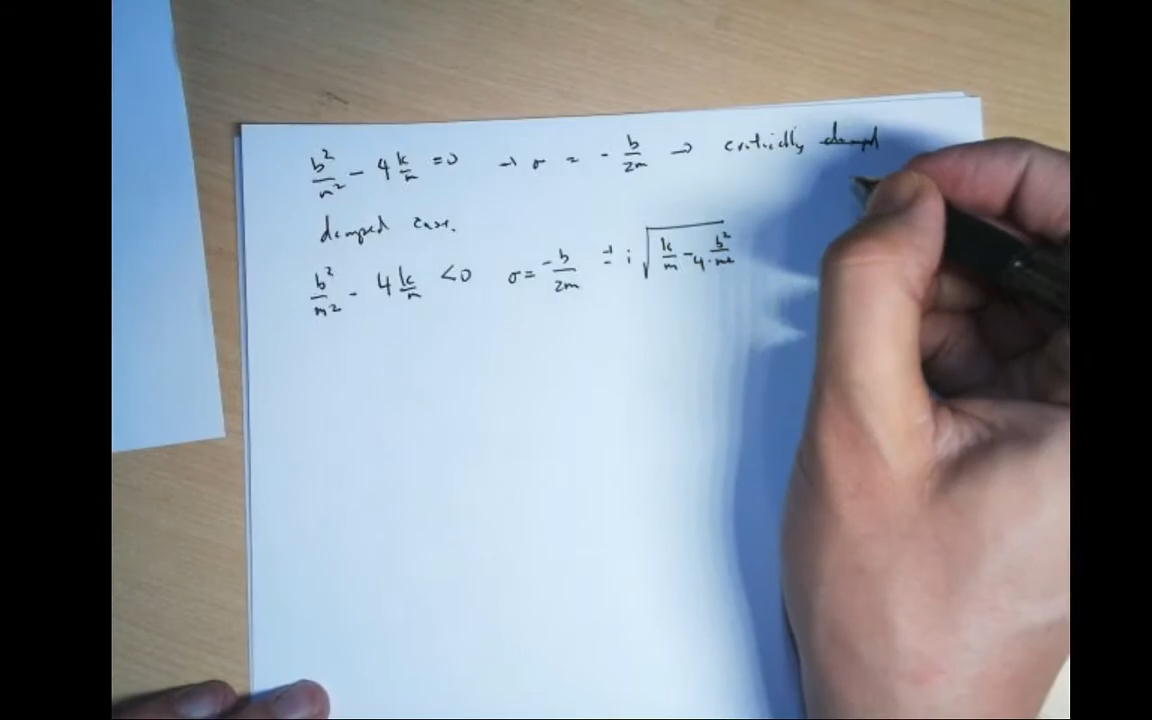 b²/m² - 4 k/m = 0 → σ = - b/2m → critically damped
damped case.
b²/m² - 4 k/m < 0 σ = -b/2m ± i √(k/m - b²/4·m²)